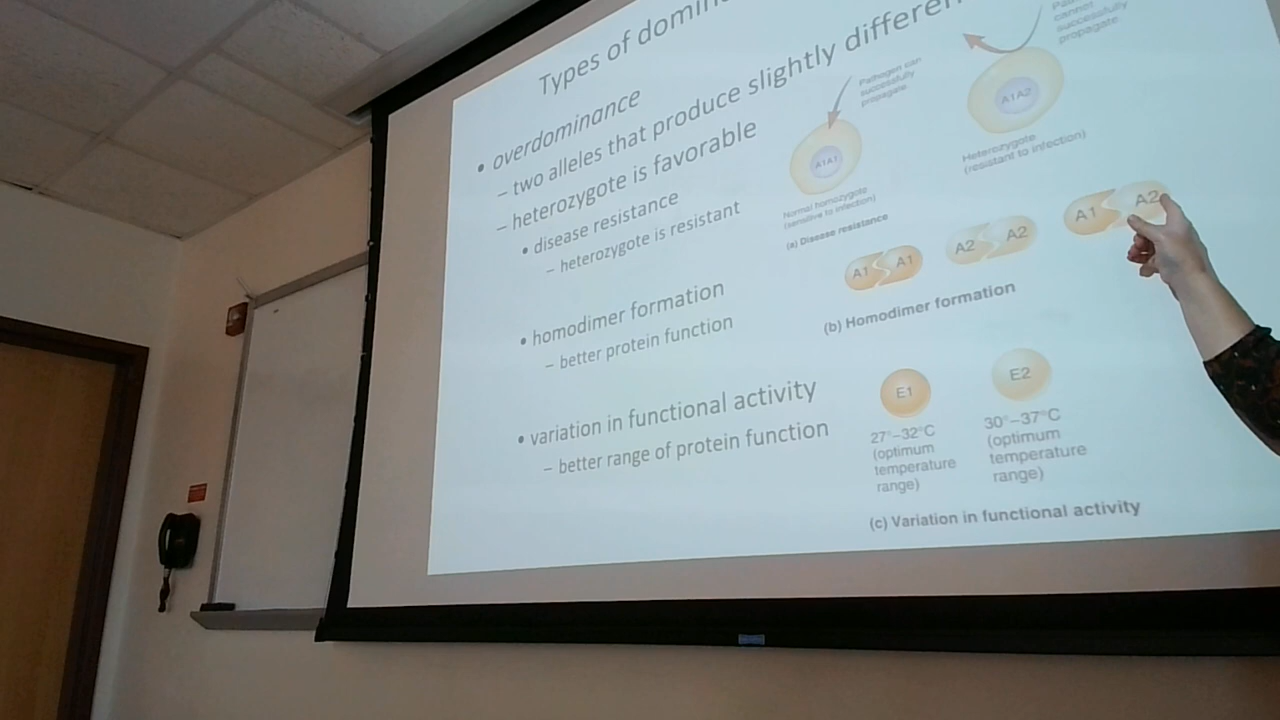 Types of domin
• overdominance
– two alleles that produce slightly differen
– heterozygote is favorable
• disease resistance
– heterozygote is resistant
• homodimer formation
– better protein function
• variation in functional activity
– better range of protein function
Pathogen can
successfully
propagate.
A1A1
Normal homozygote
(sensitive to infection)
(a) Disease resistance
cannot
successfully
propagate.
A1A2
Heterozygote
(resistant to infection)
A1 A1
A2 A2
A1 A2
(b) Homodimer formation
E1
27°–32°C
(optimum
temperature
range)
E2
30°–37°C
(optimum
temperature
range)
(c) Variation in functional activity